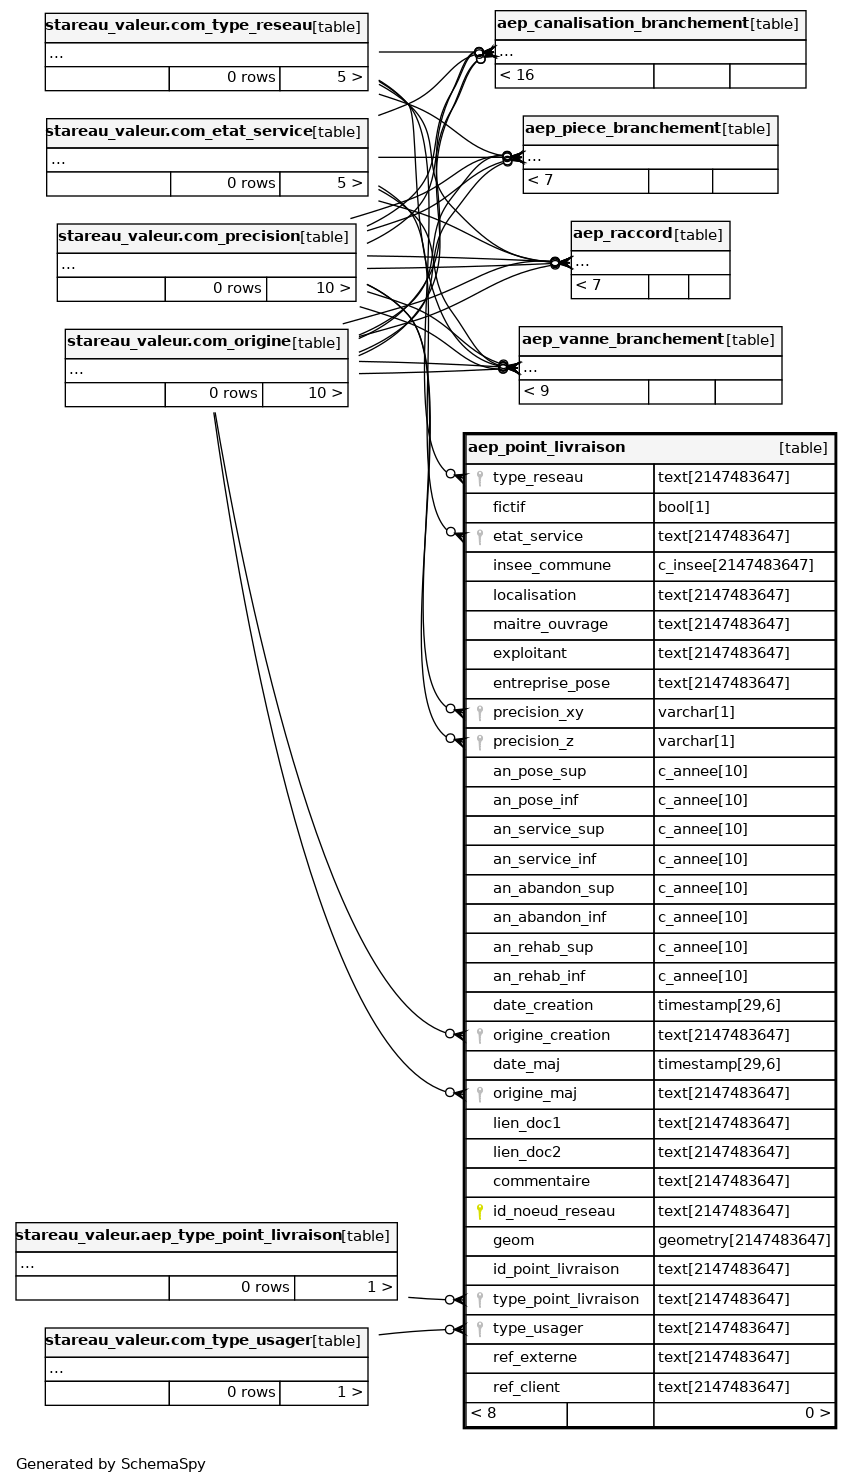 stareau_valeur.com_type_reseau [table]
...
0 rows 5 >
stareau_valeur.com_etat_service [table]
...
0 rows 5 >
stareau_valeur.com_precision [table]
...
0 rows 10 >
stareau_valeur.com_origine [table]
...
0 rows 10 >
aep_canalisation_branchement [table]
...
< 16
aep_piece_branchement [table]
...
< 7
aep_raccord [table]
...
< 7
aep_vanne_branchement [table]
...
< 9
aep_point_livraison [table]
type_reseau text[2147483647]
fictif bool[1]
etat_service text[2147483647]
insee_commune c_insee[2147483647]
localisation text[2147483647]
maitre_ouvrage text[2147483647]
exploitant text[2147483647]
entreprise_pose text[2147483647]
precision_xy varchar[1]
precision_z varchar[1]
an_pose_sup c_annee[10]
an_pose_inf c_annee[10]
an_service_sup c_annee[10]
an_service_inf c_annee[10]
an_abandon_sup c_annee[10]
an_abandon_inf c_annee[10]
an_rehab_sup c_annee[10]
an_rehab_inf c_annee[10]
date_creation timestamp[29,6]
origine_creation text[2147483647]
date_maj timestamp[29,6]
origine_maj text[2147483647]
lien_doc1 text[2147483647]
lien_doc2 text[2147483647]
commentaire text[2147483647]
id_noeud_reseau text[2147483647]
geom geometry[2147483647]
id_point_livraison text[2147483647]
type_point_livraison text[2147483647]
type_usager text[2147483647]
ref_externe text[2147483647]
ref_client text[2147483647]
< 8 0 >
stareau_valeur.aep_type_point_livraison [table]
...
0 rows 1 >
stareau_valeur.com_type_usager [table]
...
0 rows 1 >
Generated by SchemaSpy